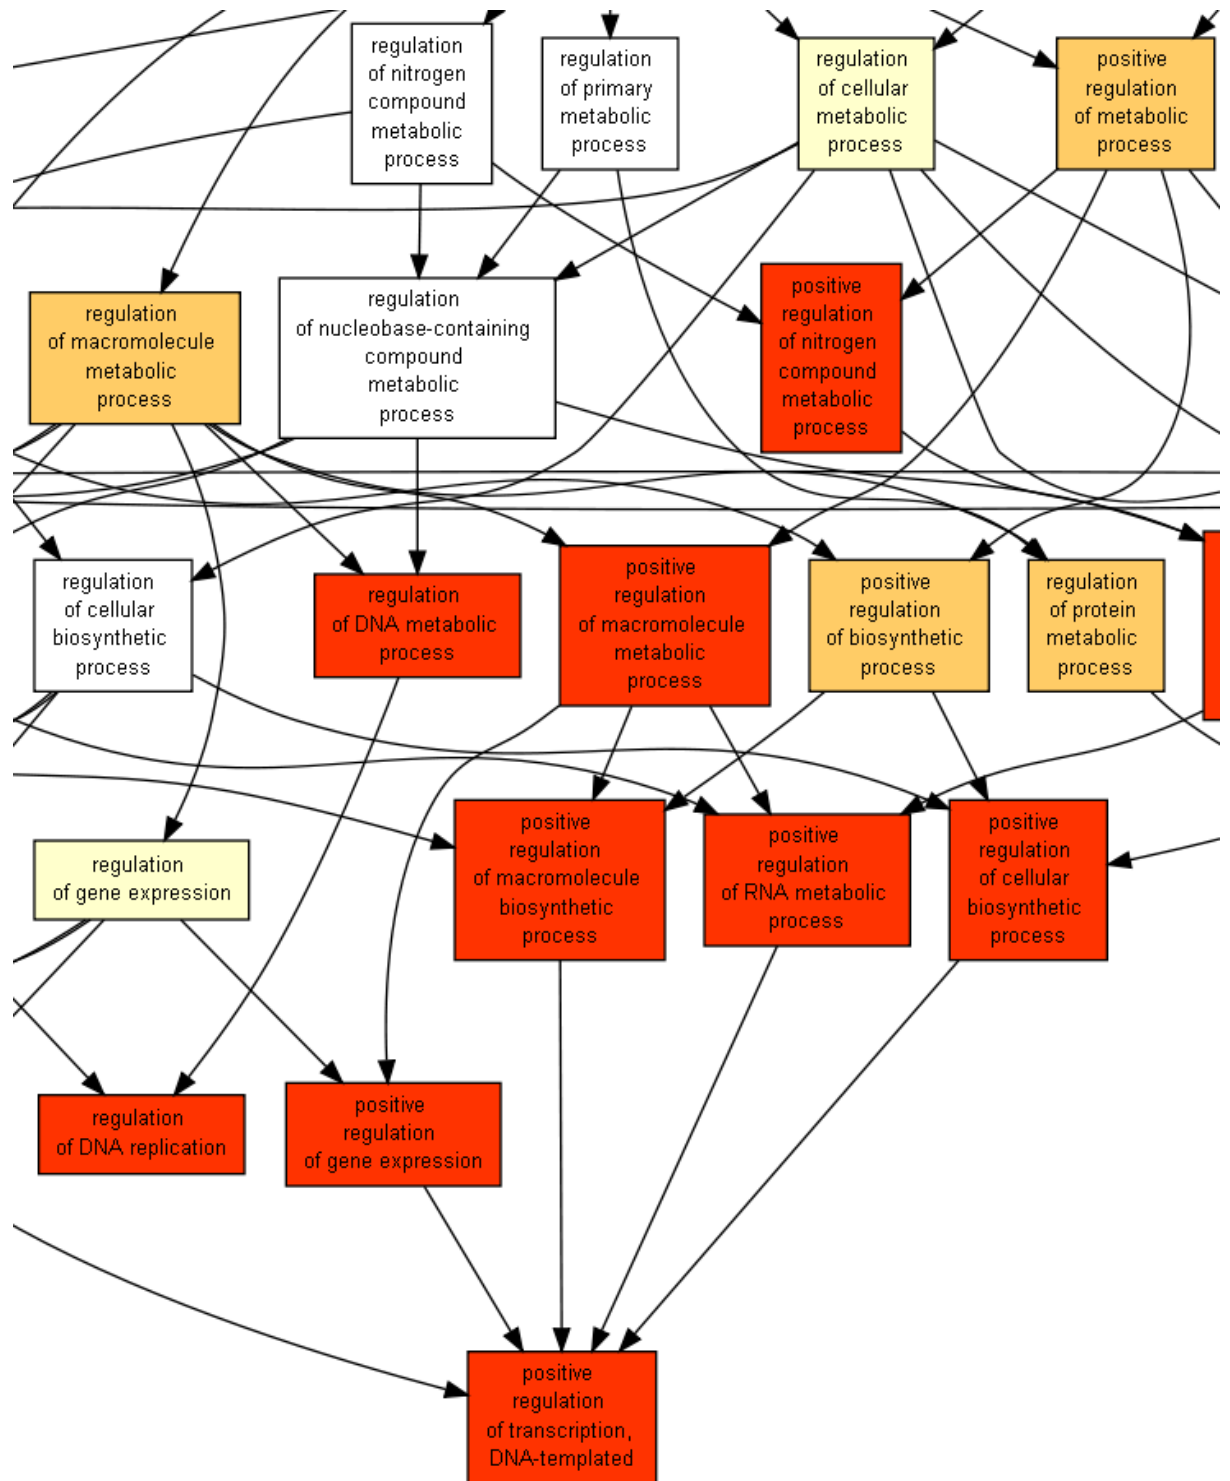 regulation
of nitrogen
compound
metabolic
process
regulation
of primary
metabolic
process
regulation
of cellular
metabolic
process
positive
regulation
of metabolic
process
regulation
of macromolecule
metabolic
process
regulation
of nucleobase-containing
compound
metabolic
process
positive
regulation
of nitrogen
compound
metabolic
process
regulation
of cellular
biosynthetic
process
regulation
of DNA metabolic
process
positive
regulation
of macromolecule
metabolic
process
positive
regulation
of biosynthetic
process
regulation
of protein
metabolic
process
regulation
of gene expression
positive
regulation
of macromolecule
biosynthetic
process
positive
regulation
of RNA metabolic
process
positive
regulation
of cellular
biosynthetic
process
regulation
of DNA replication
positive
regulation
of gene expression
positive
regulation
of transcription,
DNA-templated